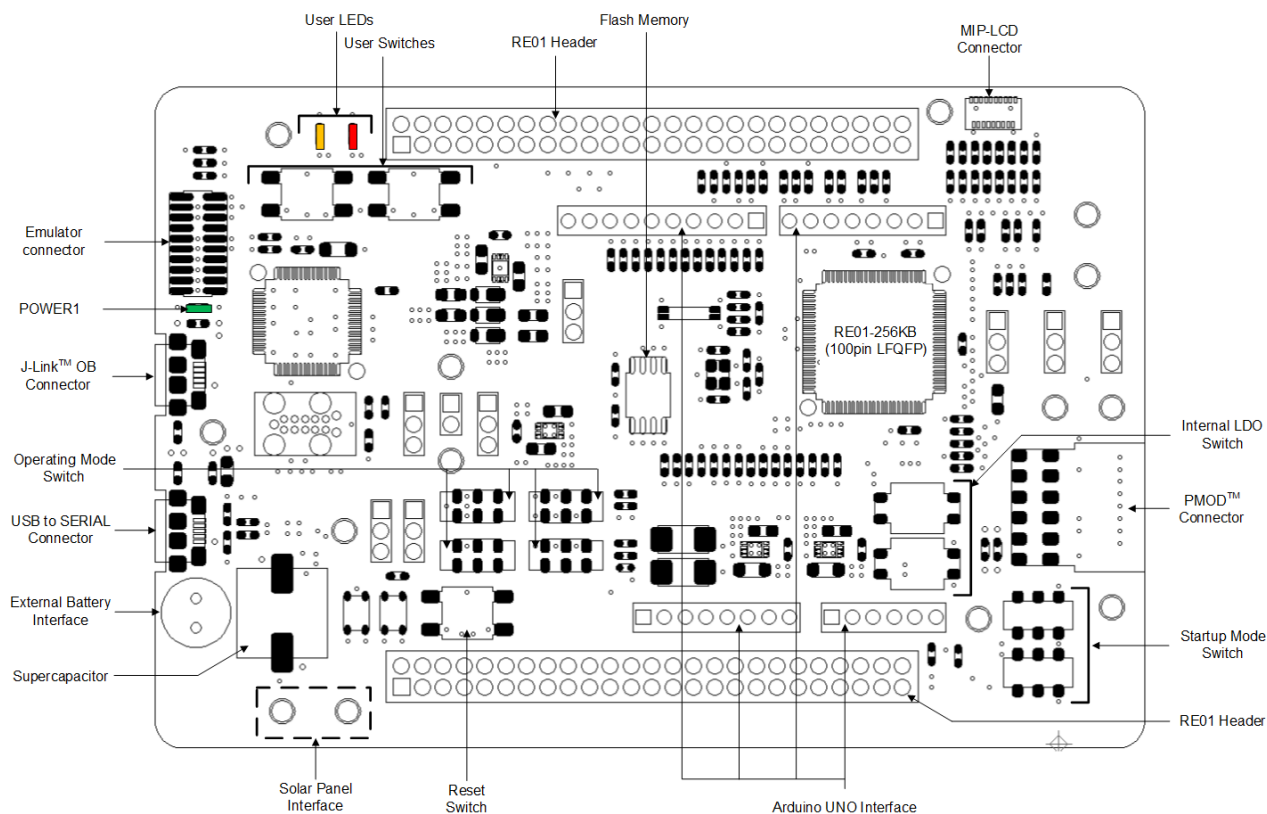 User LEDs
User Switches
RE01 Header
Flash Memory
MIP-LCD
Connector
Emulator
connector
POWER1
J-Link™ OB
Connector
RE01-256KB
(100pin LFQFP)
Internal LDO
Switch
Operating Mode
Switch
PMOD™
Connector
USB to SERIAL
Connector
External Battery
Interface
Startup Mode
Switch
Supercapacitor
RE01 Header
Solar Panel
Interface
Reset
Switch
Arduino UNO Interface